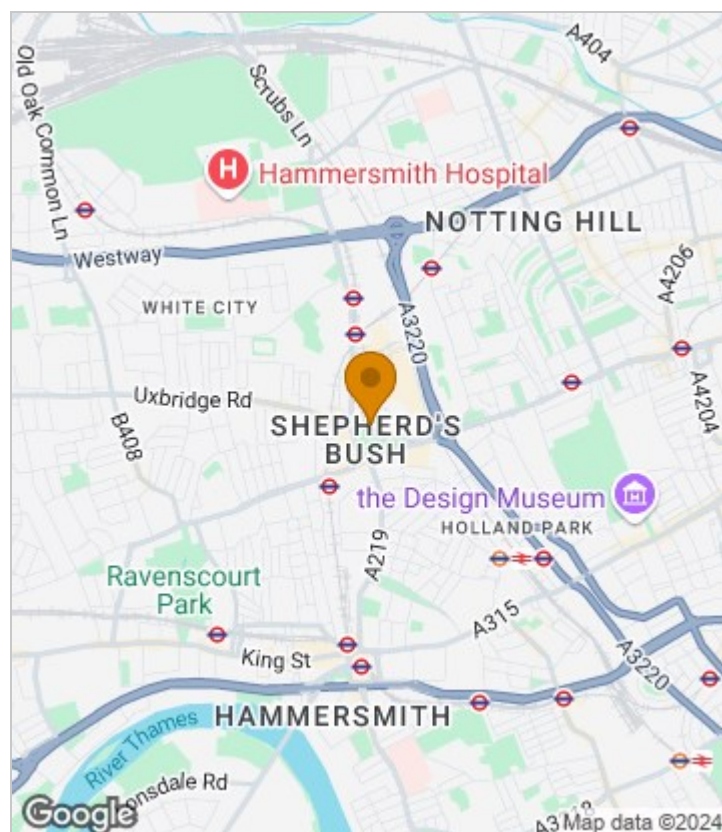 A404
Old Oak Common Ln
Scrubs Ln
H
Hammersmith Hospital
NOTTING HILL
Westway
A4206
WHITE CITY
A3220
A4204
Uxbridge Rd
B408
SHEPHERD'S
BUSH
the Design Museum
HOLLAND PARK
A219
Ravenscourt
Park
A315
King St
A3220
HAMMERSMITH
River Thames
onsdale Rd
Google
Map data ©2024